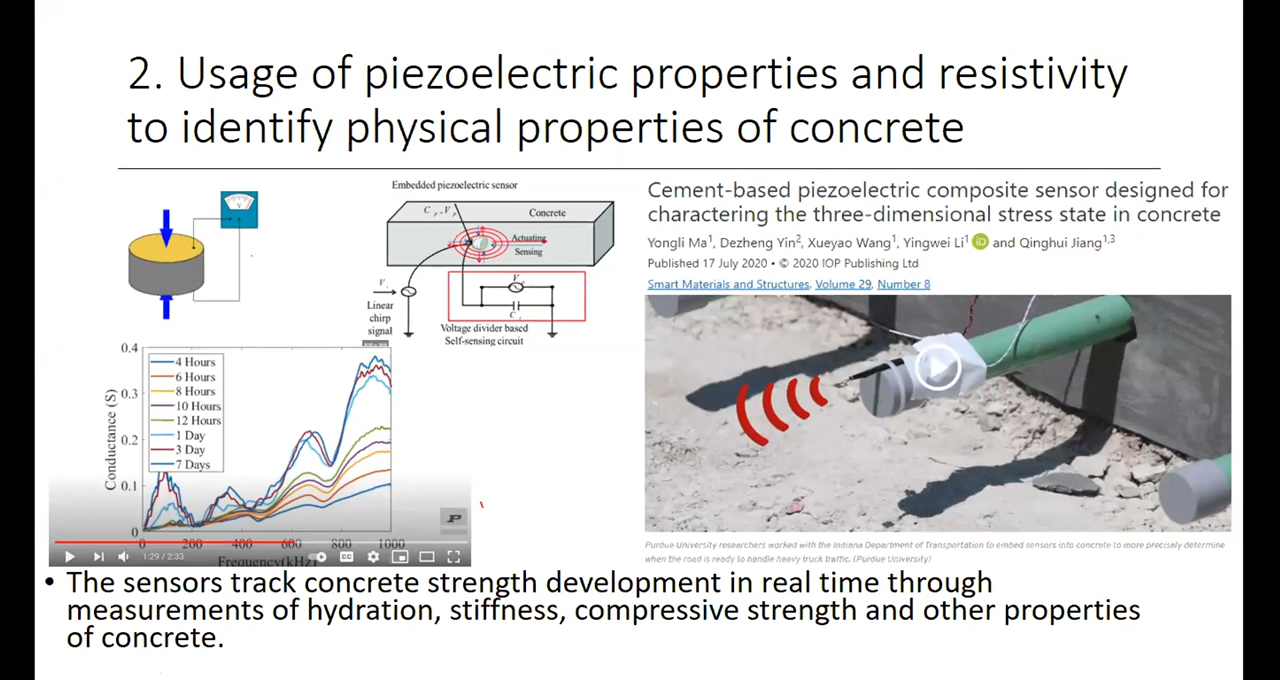 2. Usage of piezoelectric properties and resistivity
to identify physical properties of concrete
V
Embedded piezoelectric sensor
Concrete
Actuating
Sensing
Linear
chirp
signal
Voltage divider based
Self-sensing circuit
Conductance (S)
0.4
0.3
0.2
0.1
0
4 Hours
6 Hours
8 Hours
10 Hours
12 Hours
1 Day
3 Day
7 Days
0 200 400 600 800 1000
Frequency(kHz)
P
1:29 / 2:33
CC
Cement-based piezoelectric composite sensor designed for
charactering the three-dimensional stress state in concrete
Yongli Ma1, Dezheng Yin2, Xueyao Wang1, Yingwei Li1 iD and Qinghui Jiang1,3
Published 17 July 2020 • © 2020 IOP Publishing Ltd
Smart Materials and Structures, Volume 29, Number 8
Purdue University researchers worked with the Indiana Department of Transportation to embed sensors into concrete to more precisely determine
when the road is ready to handle heavy truck traffic. (Purdue University)
• The sensors track concrete strength development in real time through
measurements of hydration, stiffness, compressive strength and other properties
of concrete.